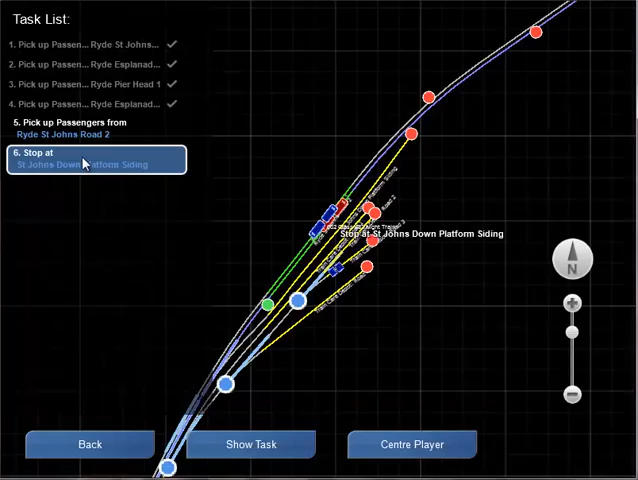 Task List:
1. Pick up Passen... Ryde St Johns...
2. Pick up Passen... Ryde Esplanad...
3. Pick up Passen... Ryde Pier Head 1
4. Pick up Passen... Ryde Esplanad...
5. Pick up Passengers from
Ryde St Johns Road 2
6. Stop at
St Johns Down Platform Siding
Stop at St Johns Down Platform Siding
N
Back
Show Task
Centre Player